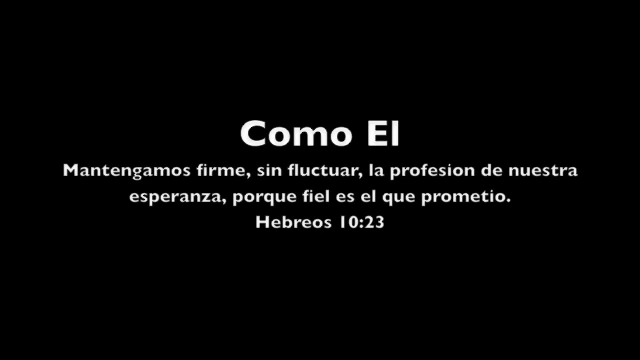 Como El
Mantengamos firme, sin fluctuar, la profesion de nuestra
esperanza, porque fiel es el que prometio.
Hebreos 10:23